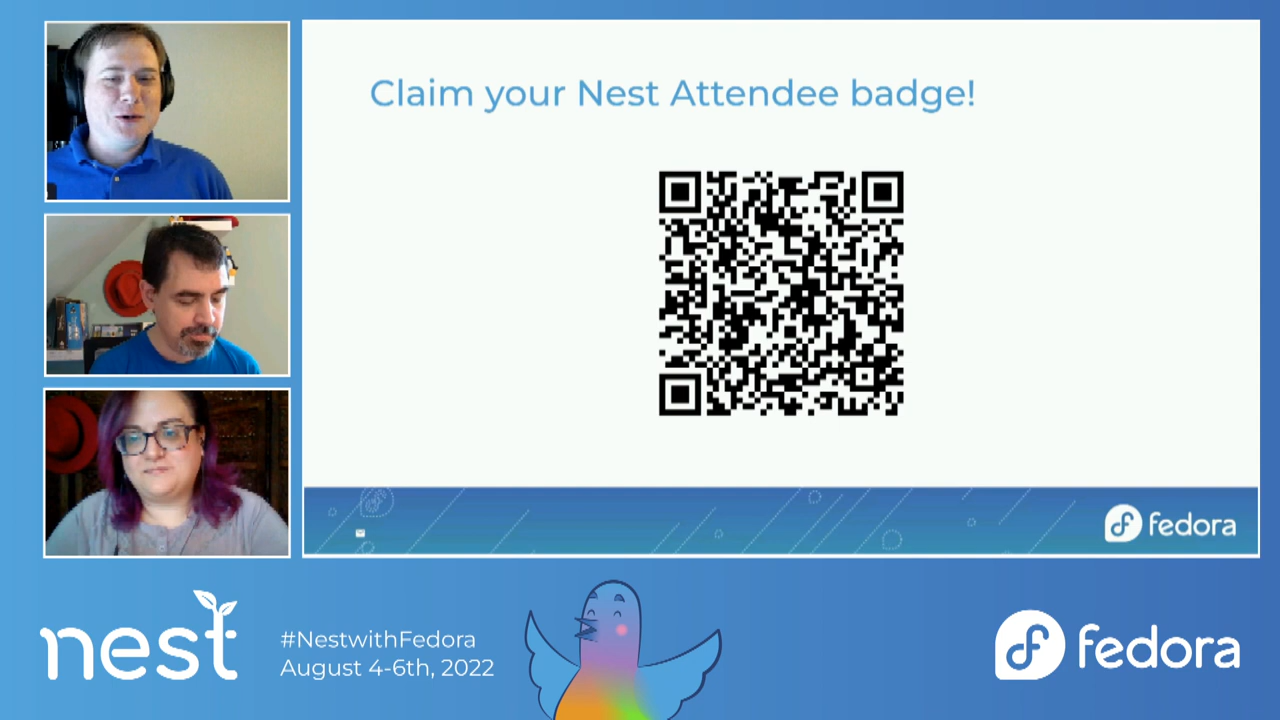 Claim your Nest Attendee badge!
fedora
nest
#NestwithFedora
August 4-6th, 2022
fedora